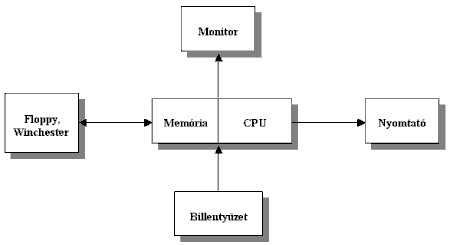 Monitor
Floppy,
Winchester
Memória
CPU
Nyomtató
Billentyűzet